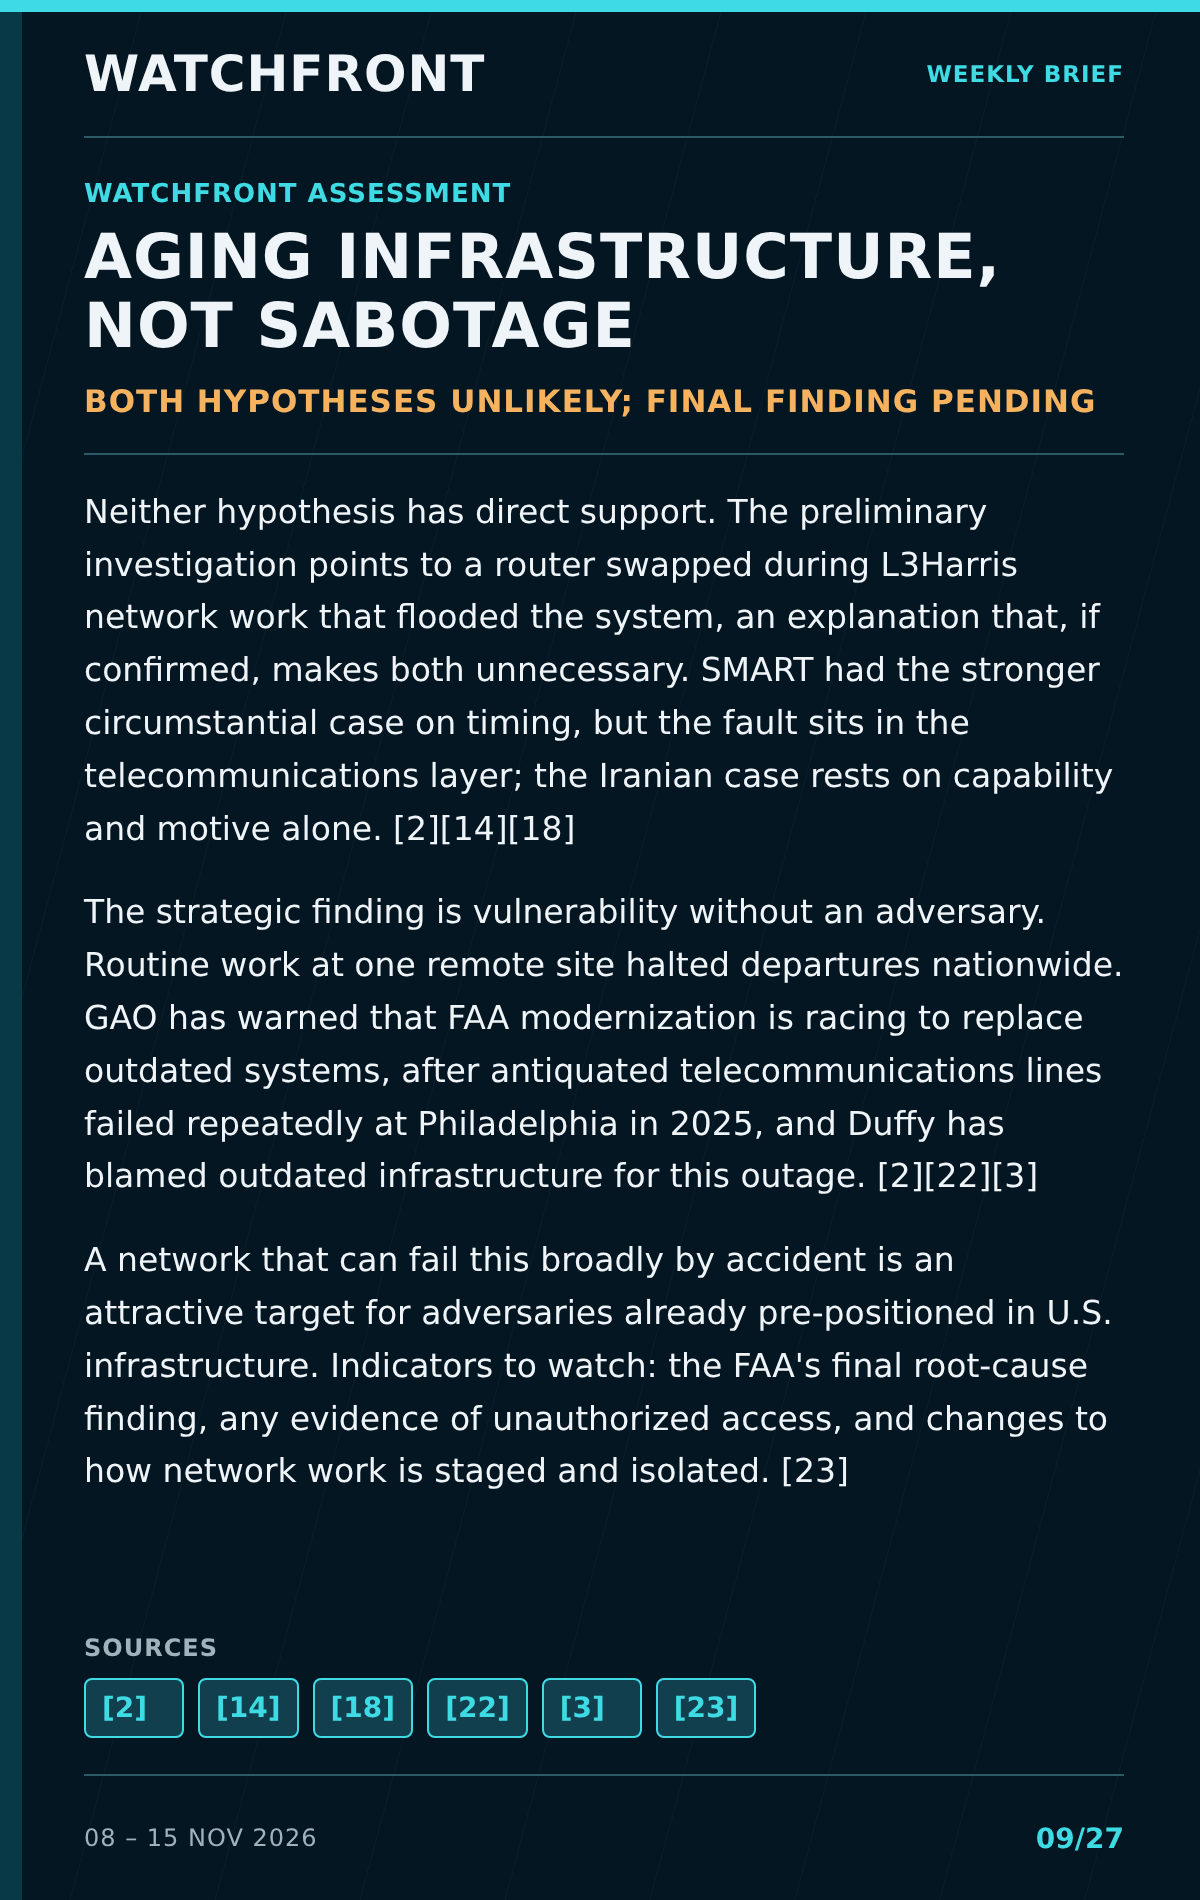 WATCHFRONT
WEEKLY BRIEF
WATCHFRONT ASSESSMENT
AGING INFRASTRUCTURE,
NOT SABOTAGE
BOTH HYPOTHESES UNLIKELY; FINAL FINDING PENDING
Neither hypothesis has direct support. The preliminary
investigation points to a router swapped during L3Harris
network work that flooded the system, an explanation that, if
confirmed, makes both unnecessary. SMART had the stronger
circumstantial case on timing, but the fault sits in the
telecommunications layer; the Iranian case rests on capability
and motive alone. [2][14][18]
The strategic finding is vulnerability without an adversary.
Routine work at one remote site halted departures nationwide.
GAO has warned that FAA modernization is racing to replace
outdated systems, after antiquated telecommunications lines
failed repeatedly at Philadelphia in 2025, and Duffy has
blamed outdated infrastructure for this outage. [2][22][3]
A network that can fail this broadly by accident is an
attractive target for adversaries already pre-positioned in U.S.
infrastructure. Indicators to watch: the FAA's final root-cause
finding, any evidence of unauthorized access, and changes to
how network work is staged and isolated. [23]
SOURCES
[2] [14] [18] [22] [3] [23]
08 – 15 NOV 2026
09/27